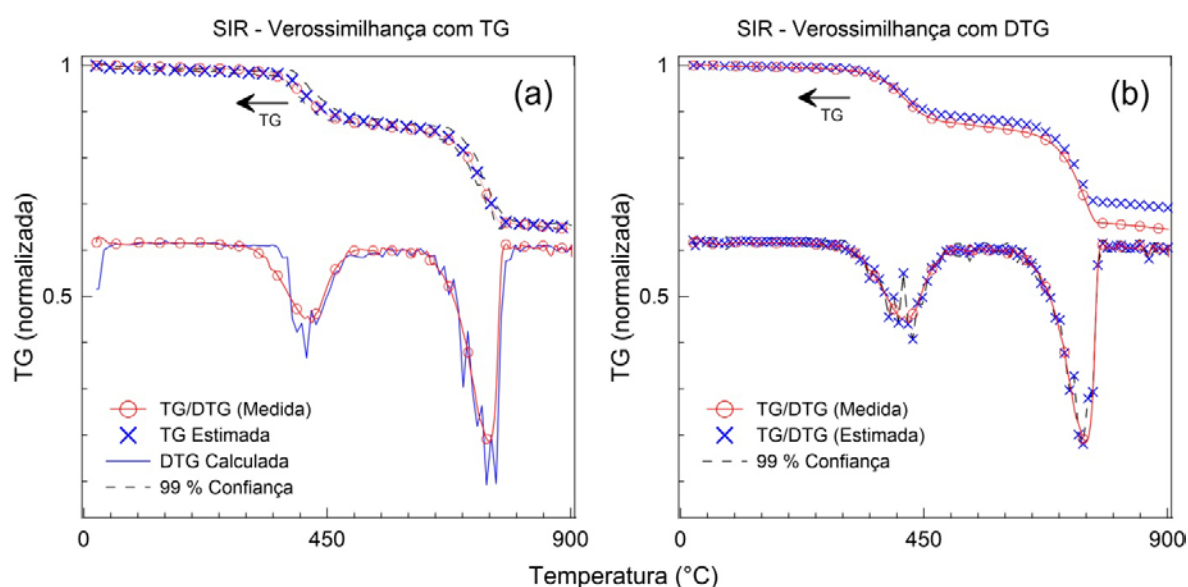 SIR - Verossimilhança com TG
SIR - Verossimilhança com DTG
1
(a)
TG
0.5
TG (normalizada)
TG/DTG (Medida)
TG Estimada
DTG Calculada
99 % Confiança
0
450
900
1
(b)
TG
0.5
TG (normalizada)
TG/DTG (Medida)
TG/DTG (Estimada)
99 % Confiança
0
450
900
Temperatura (°C)